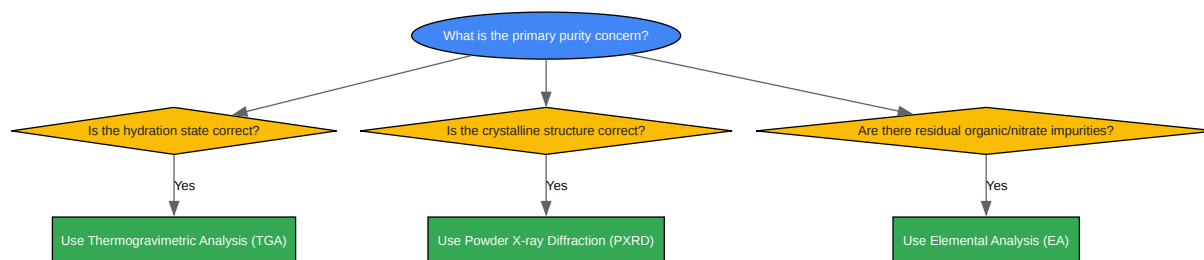 What is the primary purity concern?
Is the hydration state correct?
Is the crystalline structure correct?
Are there residual organic/nitrate impurities?
Yes
Yes
Yes
Use Thermogravimetric Analysis (TGA)
Use Powder X-ray Diffraction (PXRD)
Use Elemental Analysis (EA)